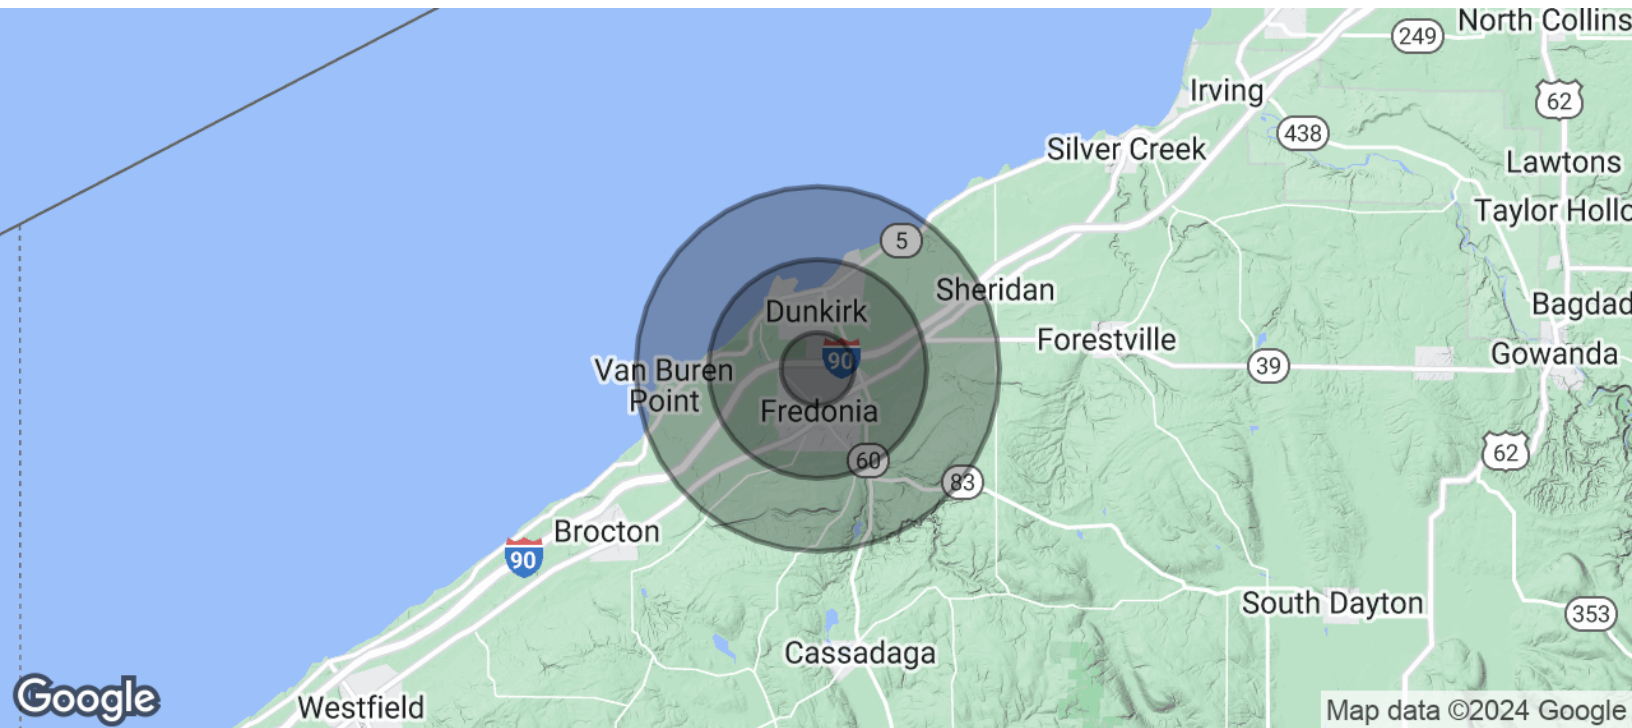 North Collins
249
Irving
62
438
Silver Creek
Lawtons
Taylor Hollo
5
Sheridan
Bagdad
Dunkirk
Forestville
Gowanda
90
39
Van Buren
Point
Fredonia
60
62
83
Brocton
90
South Dayton
353
Cassadaga
Google
Westfield
Map data ©2024 Google